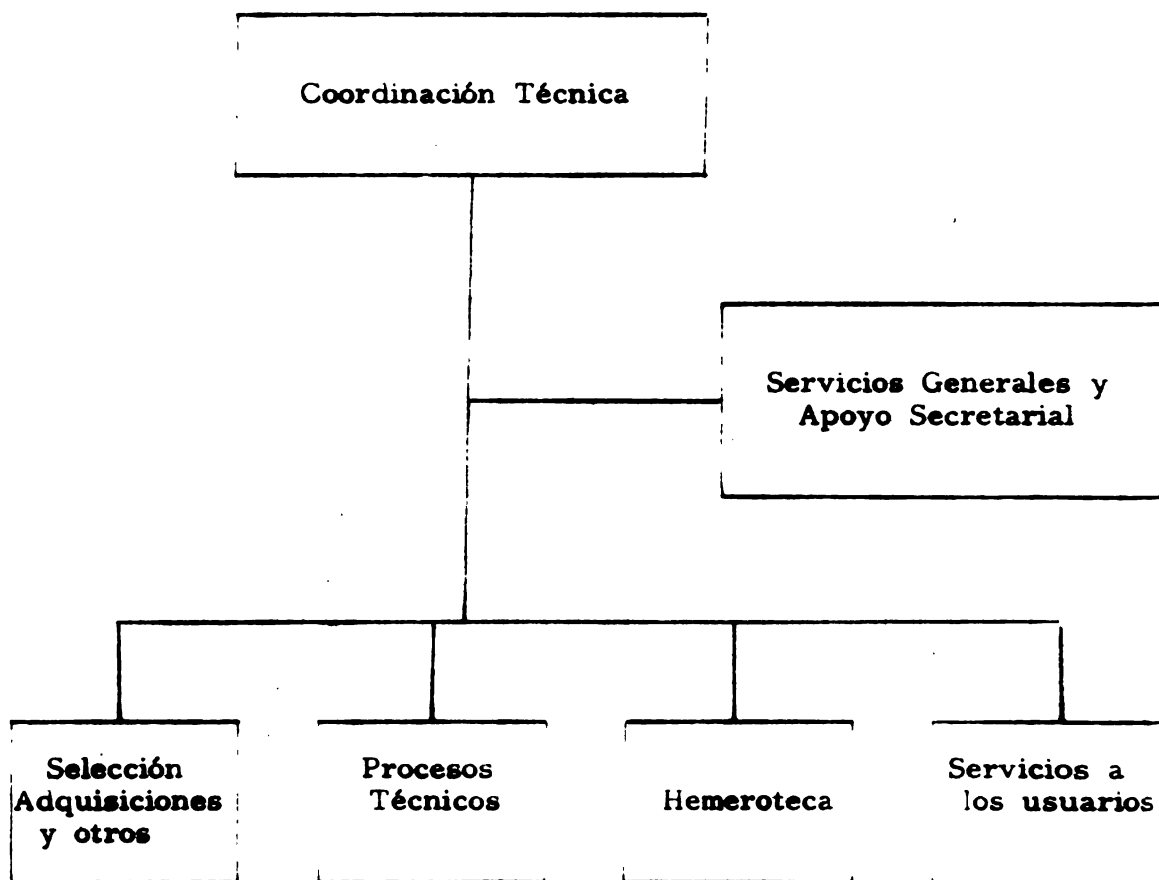 Coordinación Técnica
Servicios Generales y
Apoyo Secretarial
Selección
Adquisiciones
y otros
Procesos
Técnicos
Hemeroteca
Servicios a
los usuarios